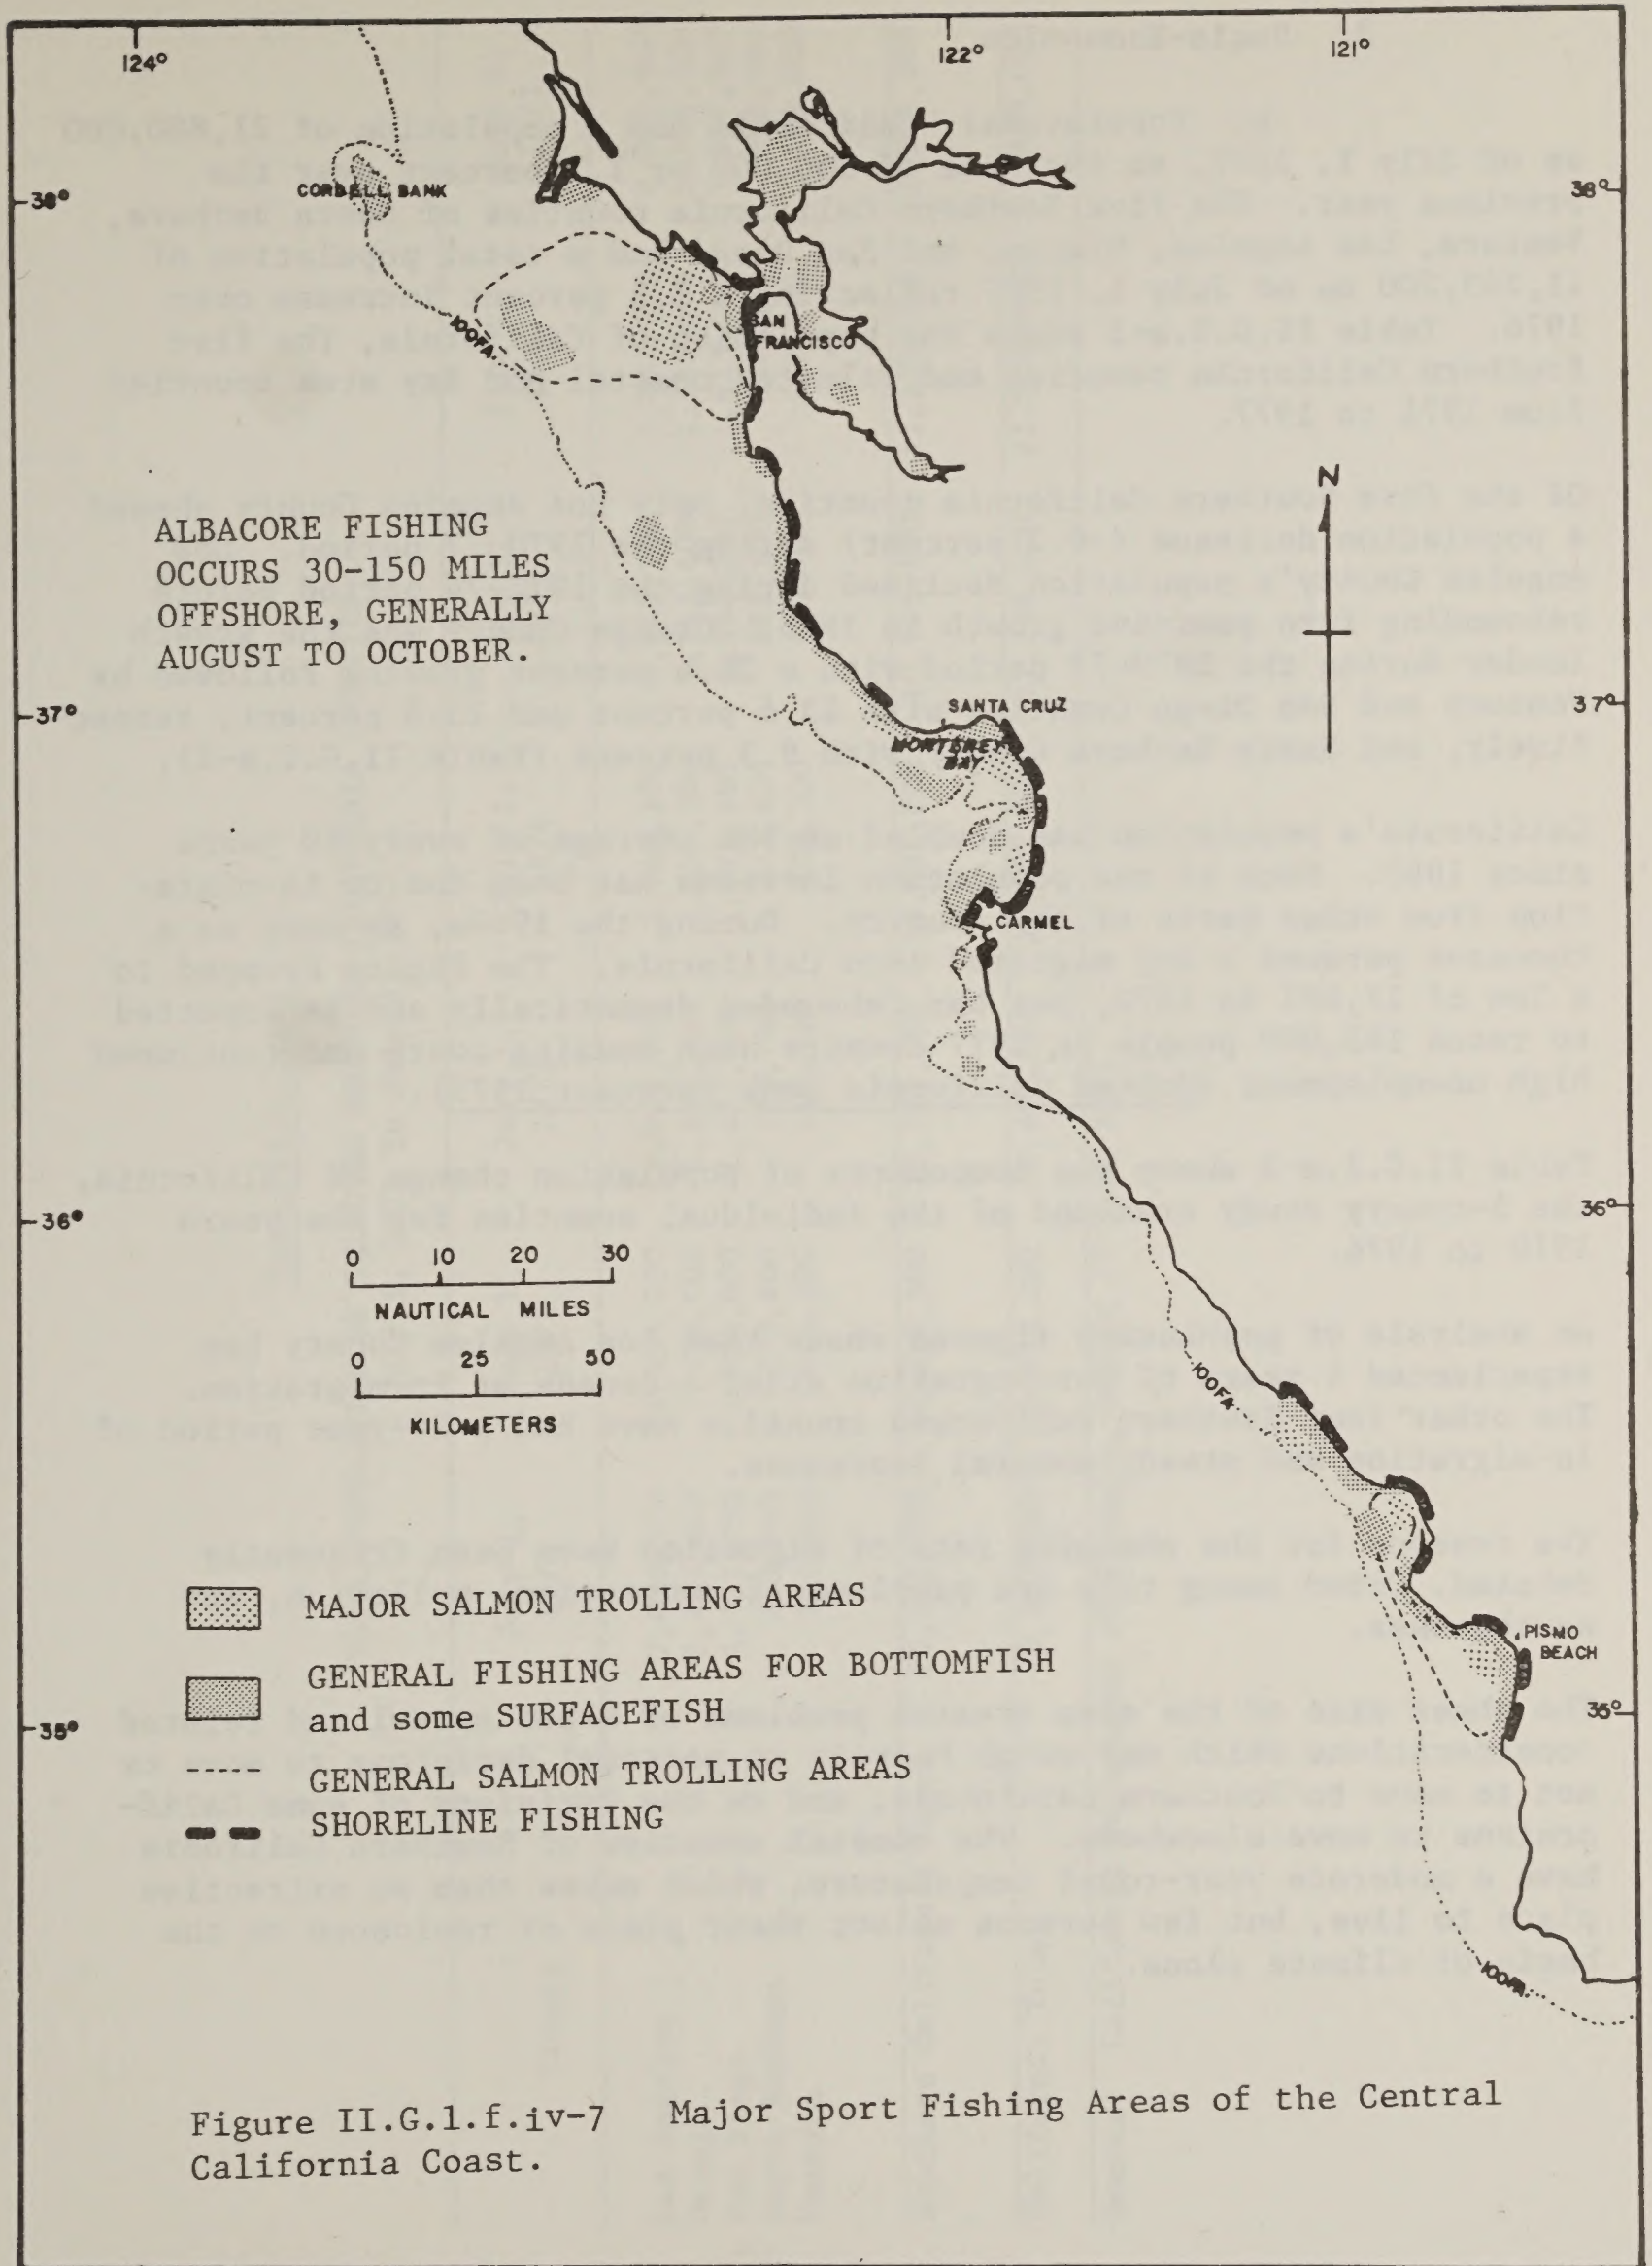 124°
122°
121°
38°
38°
CORDELL BANK
100FA.
SAN
FRANCISCO
N
ALBACORE FISHING
OCCURS 30-150 MILES
OFFSHORE, GENERALLY
AUGUST TO OCTOBER.
37°
37°
SANTA CRUZ
MONTEREY
BAY
CARMEL
36°
36°
0 10 20 30
NAUTICAL MILES
0 25 50
KILOMETERS
100FA.
MAJOR SALMON TROLLING AREAS
GENERAL FISHING AREAS FOR BOTTOMFISH
and some SURFACEFISH
GENERAL SALMON TROLLING AREAS
SHORELINE FISHING
PISMO
BEACH
35°
35°
100FA.
Figure II.G.1.f.iv-7 Major Sport Fishing Areas of the Central
California Coast.